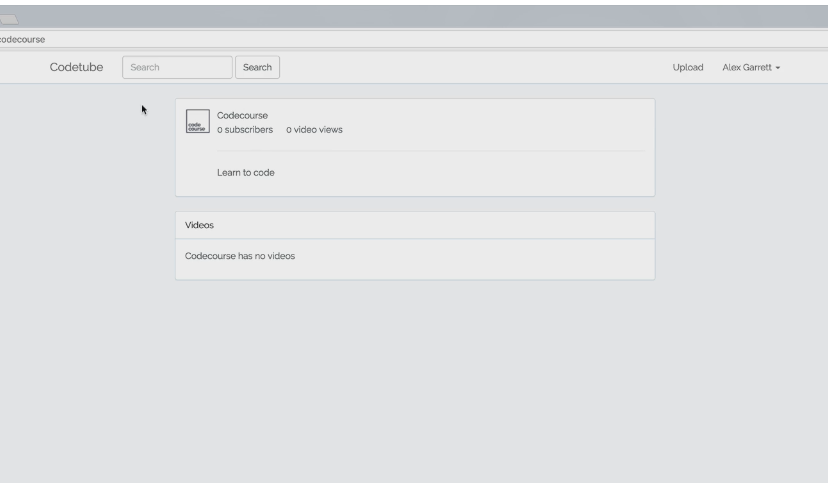 codecourse
Codetube Search Search Upload Alex Garrett
code
course
Codecourse
0 subscribers 0 video views
Learn to code
Videos
Codecourse has no videos